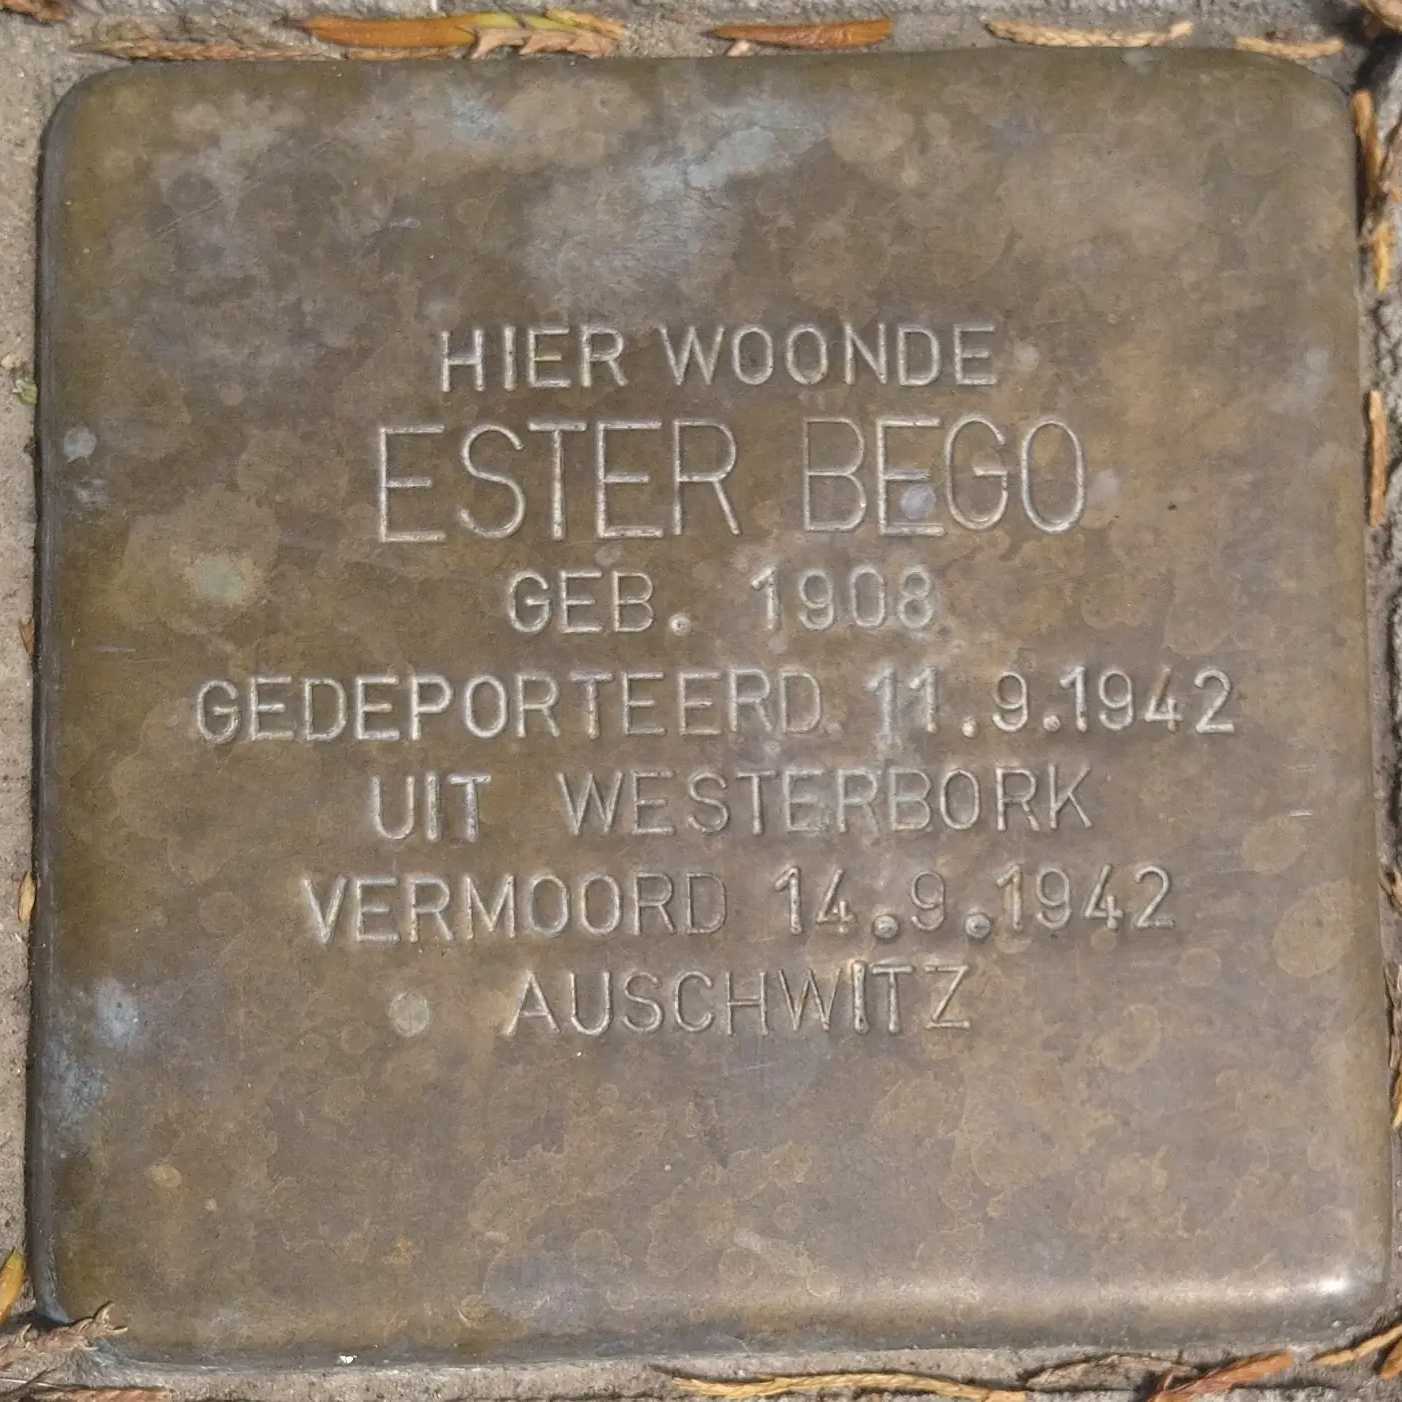 HIER WOONDE
ESTER BEGO
GEB. 1908
GEDEPORTEERD 11.9.1942
UIT WESTERBORK
VERMOORD 14.9.1942
AUSCHWITZ